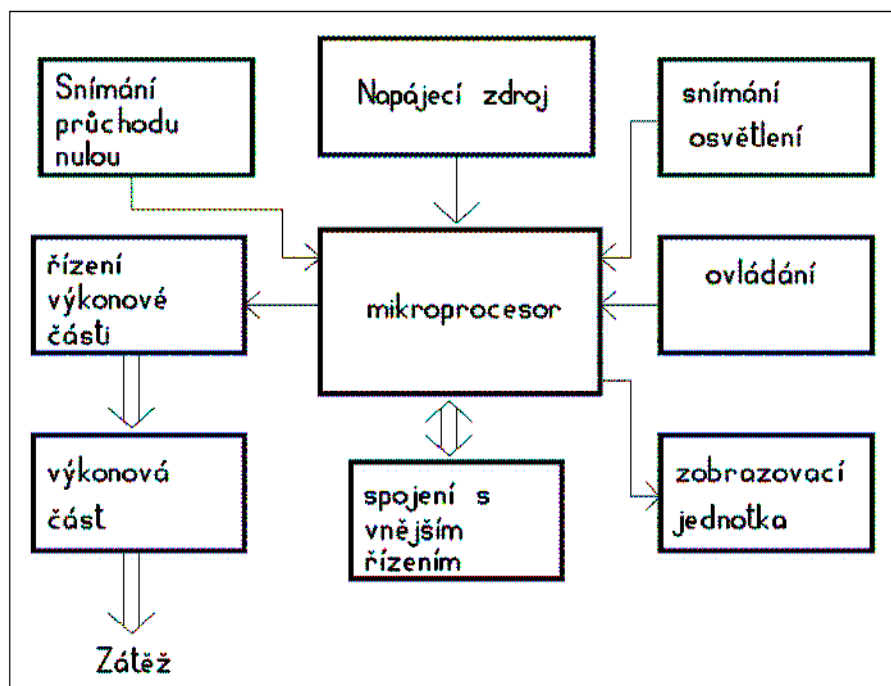 Snímání
průchodu
nulou
Napájecí zdroj
snímání
osvětlení
řízení
výkonové
části
mikroprocesor
ovládání
výkonová
část
spojení s
vnějším
řízením
zobrazovací
jednotka
Zátěž